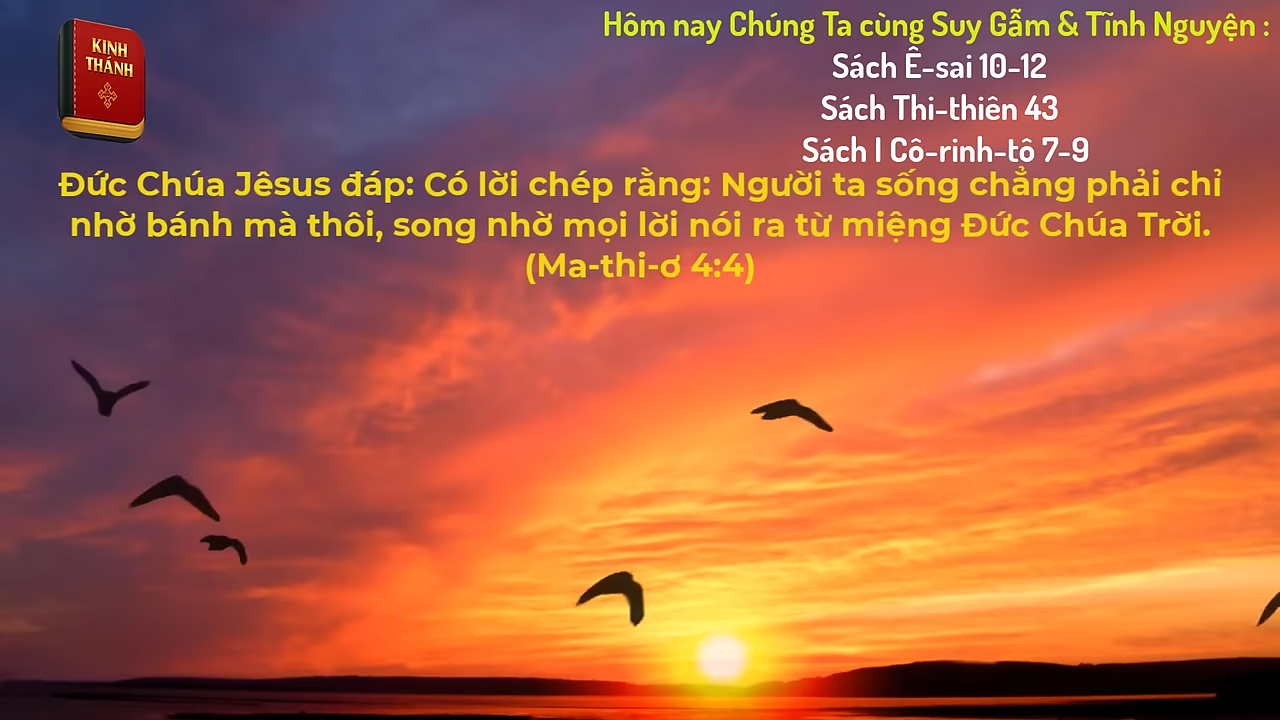 KINH
THÁNH
Hôm nay Chúng Ta cùng Suy Gẫm & Tĩnh Nguyện :
Sách Ê-sai 10-12
Sách Thi-thiên 43
Sách I Cô-rinh-tô 7-9
Đức Chúa Jêsus đáp: Có lời chép rằng: Người ta sống chẳng phải chỉ
nhờ bánh mà thôi, song nhờ mọi lời nói ra từ miệng Đức Chúa Trời.
(Ma-thi-ơ 4:4)